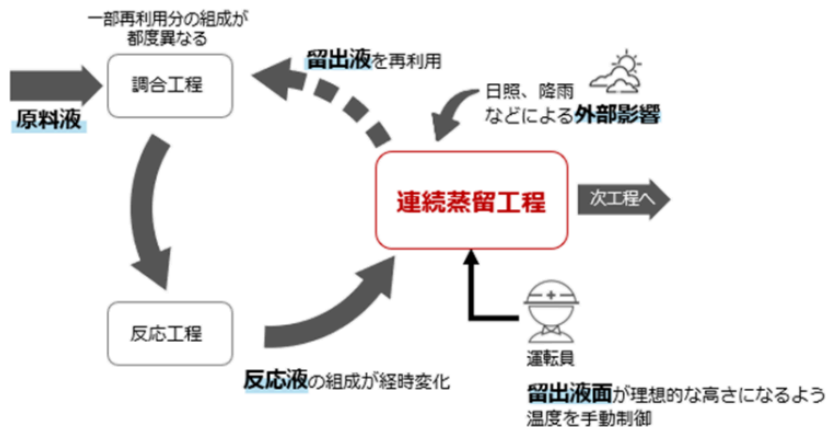 一部再利用分の組成が
都度異なる
調合工程
原料液
留出液を再利用
日照、降雨
などによる外部影響
連続蒸留工程
次工程へ
反応工程
反応液の組成が経時変化
運転員
留出液面が理想的な高さになるよう
温度を手動制御